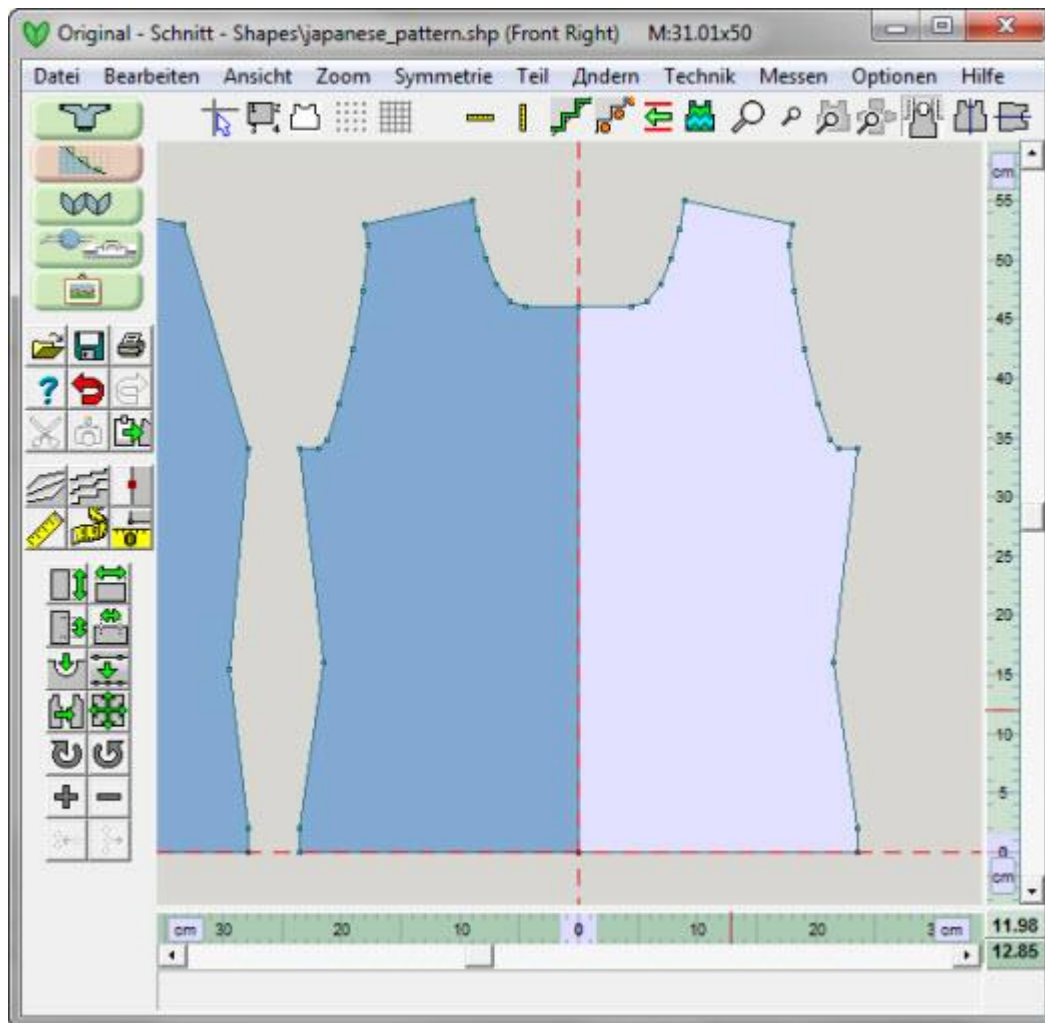 Original - Schnitt - Shapes\japanese_pattern.shp (Front Right) M:31.01x50
Datei Bearbeiten Ansicht Zoom Symmetrie Teil Дndern Technik Messen Optionen Hilfe
cm
55
50
45
40
35
30
25
20
15
10
5
0
cm
cm 30 20 10 0 10 20 3 cm
11.98
12.85